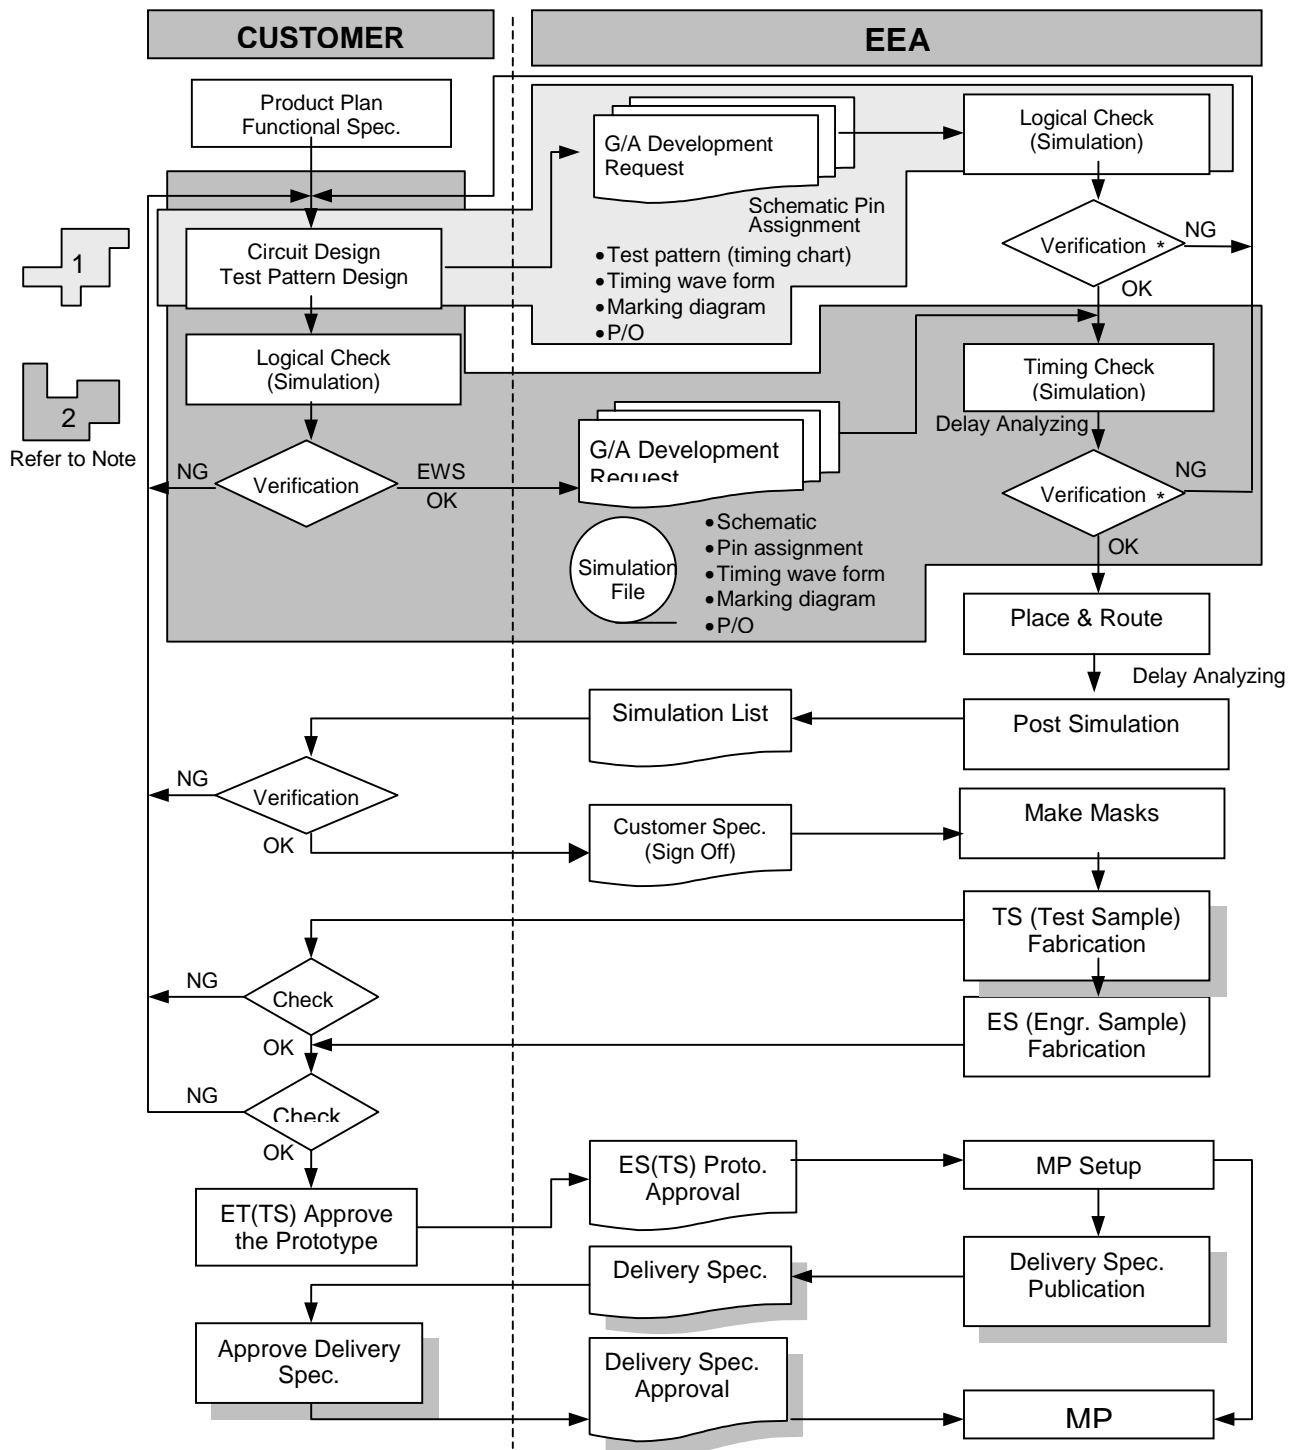 CUSTOMER
EEA
Product Plan
Functional Spec.
G/A Development
Request
Logical Check
(Simulation)
Schematic Pin
Assignment
•Test pattern (timing chart)
•Timing wave form
•Marking diagram
•P/O
Verification *
NG
OK
1
Circuit Design
Test Pattern Design
Logical Check
(Simulation)
2
Refer to Note
NG
Verification
EWS
OK
G/A Development
Request
Timing Check
(Simulation)
Delay Analyzing
Verification *
NG
OK
Simulation
File
•Schematic
•Pin assignment
•Timing wave form
•Marking diagram
•P/O
Place & Route
Delay Analyzing
Simulation List
Post Simulation
NG
Verification
OK
Customer Spec.
(Sign Off)
Make Masks
TS (Test Sample)
Fabrication
NG
Check
OK
ES (Engr. Sample)
Fabrication
NG
Check
OK
ES(TS) Proto.
Approval
MP Setup
ET(TS) Approve
the Prototype
Delivery Spec.
Delivery Spec.
Publication
Approve Delivery
Spec.
Delivery Spec.
Approval
MP